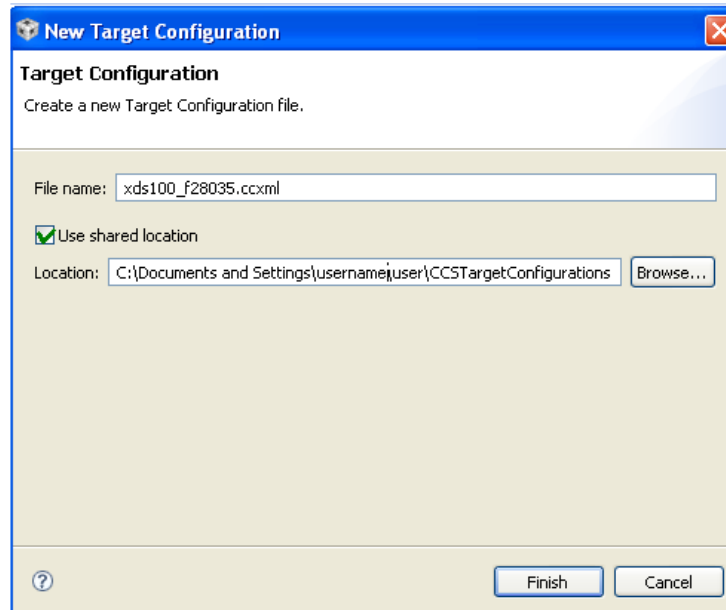 New Target Configuration
Target Configuration
Create a new Target Configuration file.
File name: xds100_f28035.ccxml
Use shared location
Location: C:\Documents and Settings\username\user\CCSTargetConfigurations Browse...
? Finish Cancel